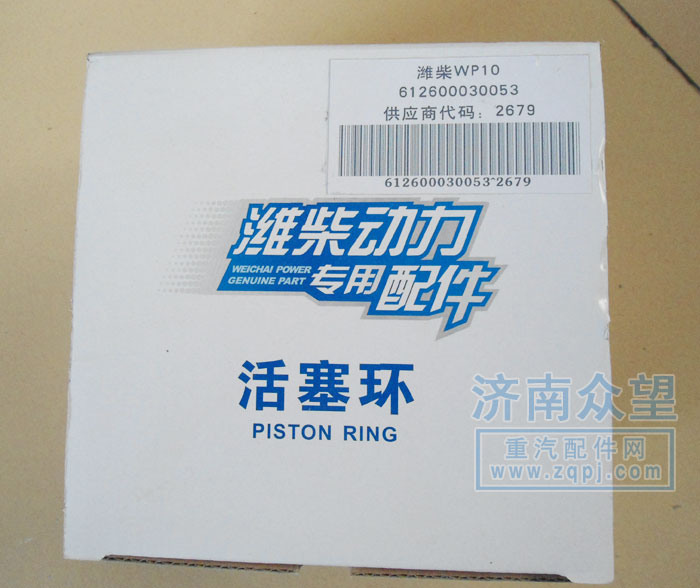 潍柴WP10
612600030053
供应商代码：2679
612600030053-2679
潍柴动力
WEICHAI POWER
GENUINE PART
专用配件
活塞环
PISTON RING
济南众望
重汽配件网
www.zqpj.com